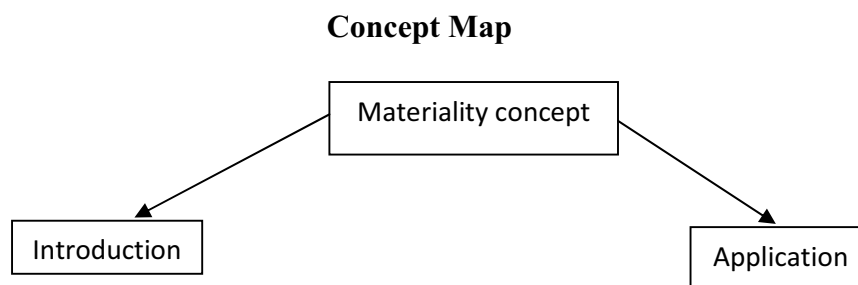 Concept Map
Materiality concept
Introduction
Application